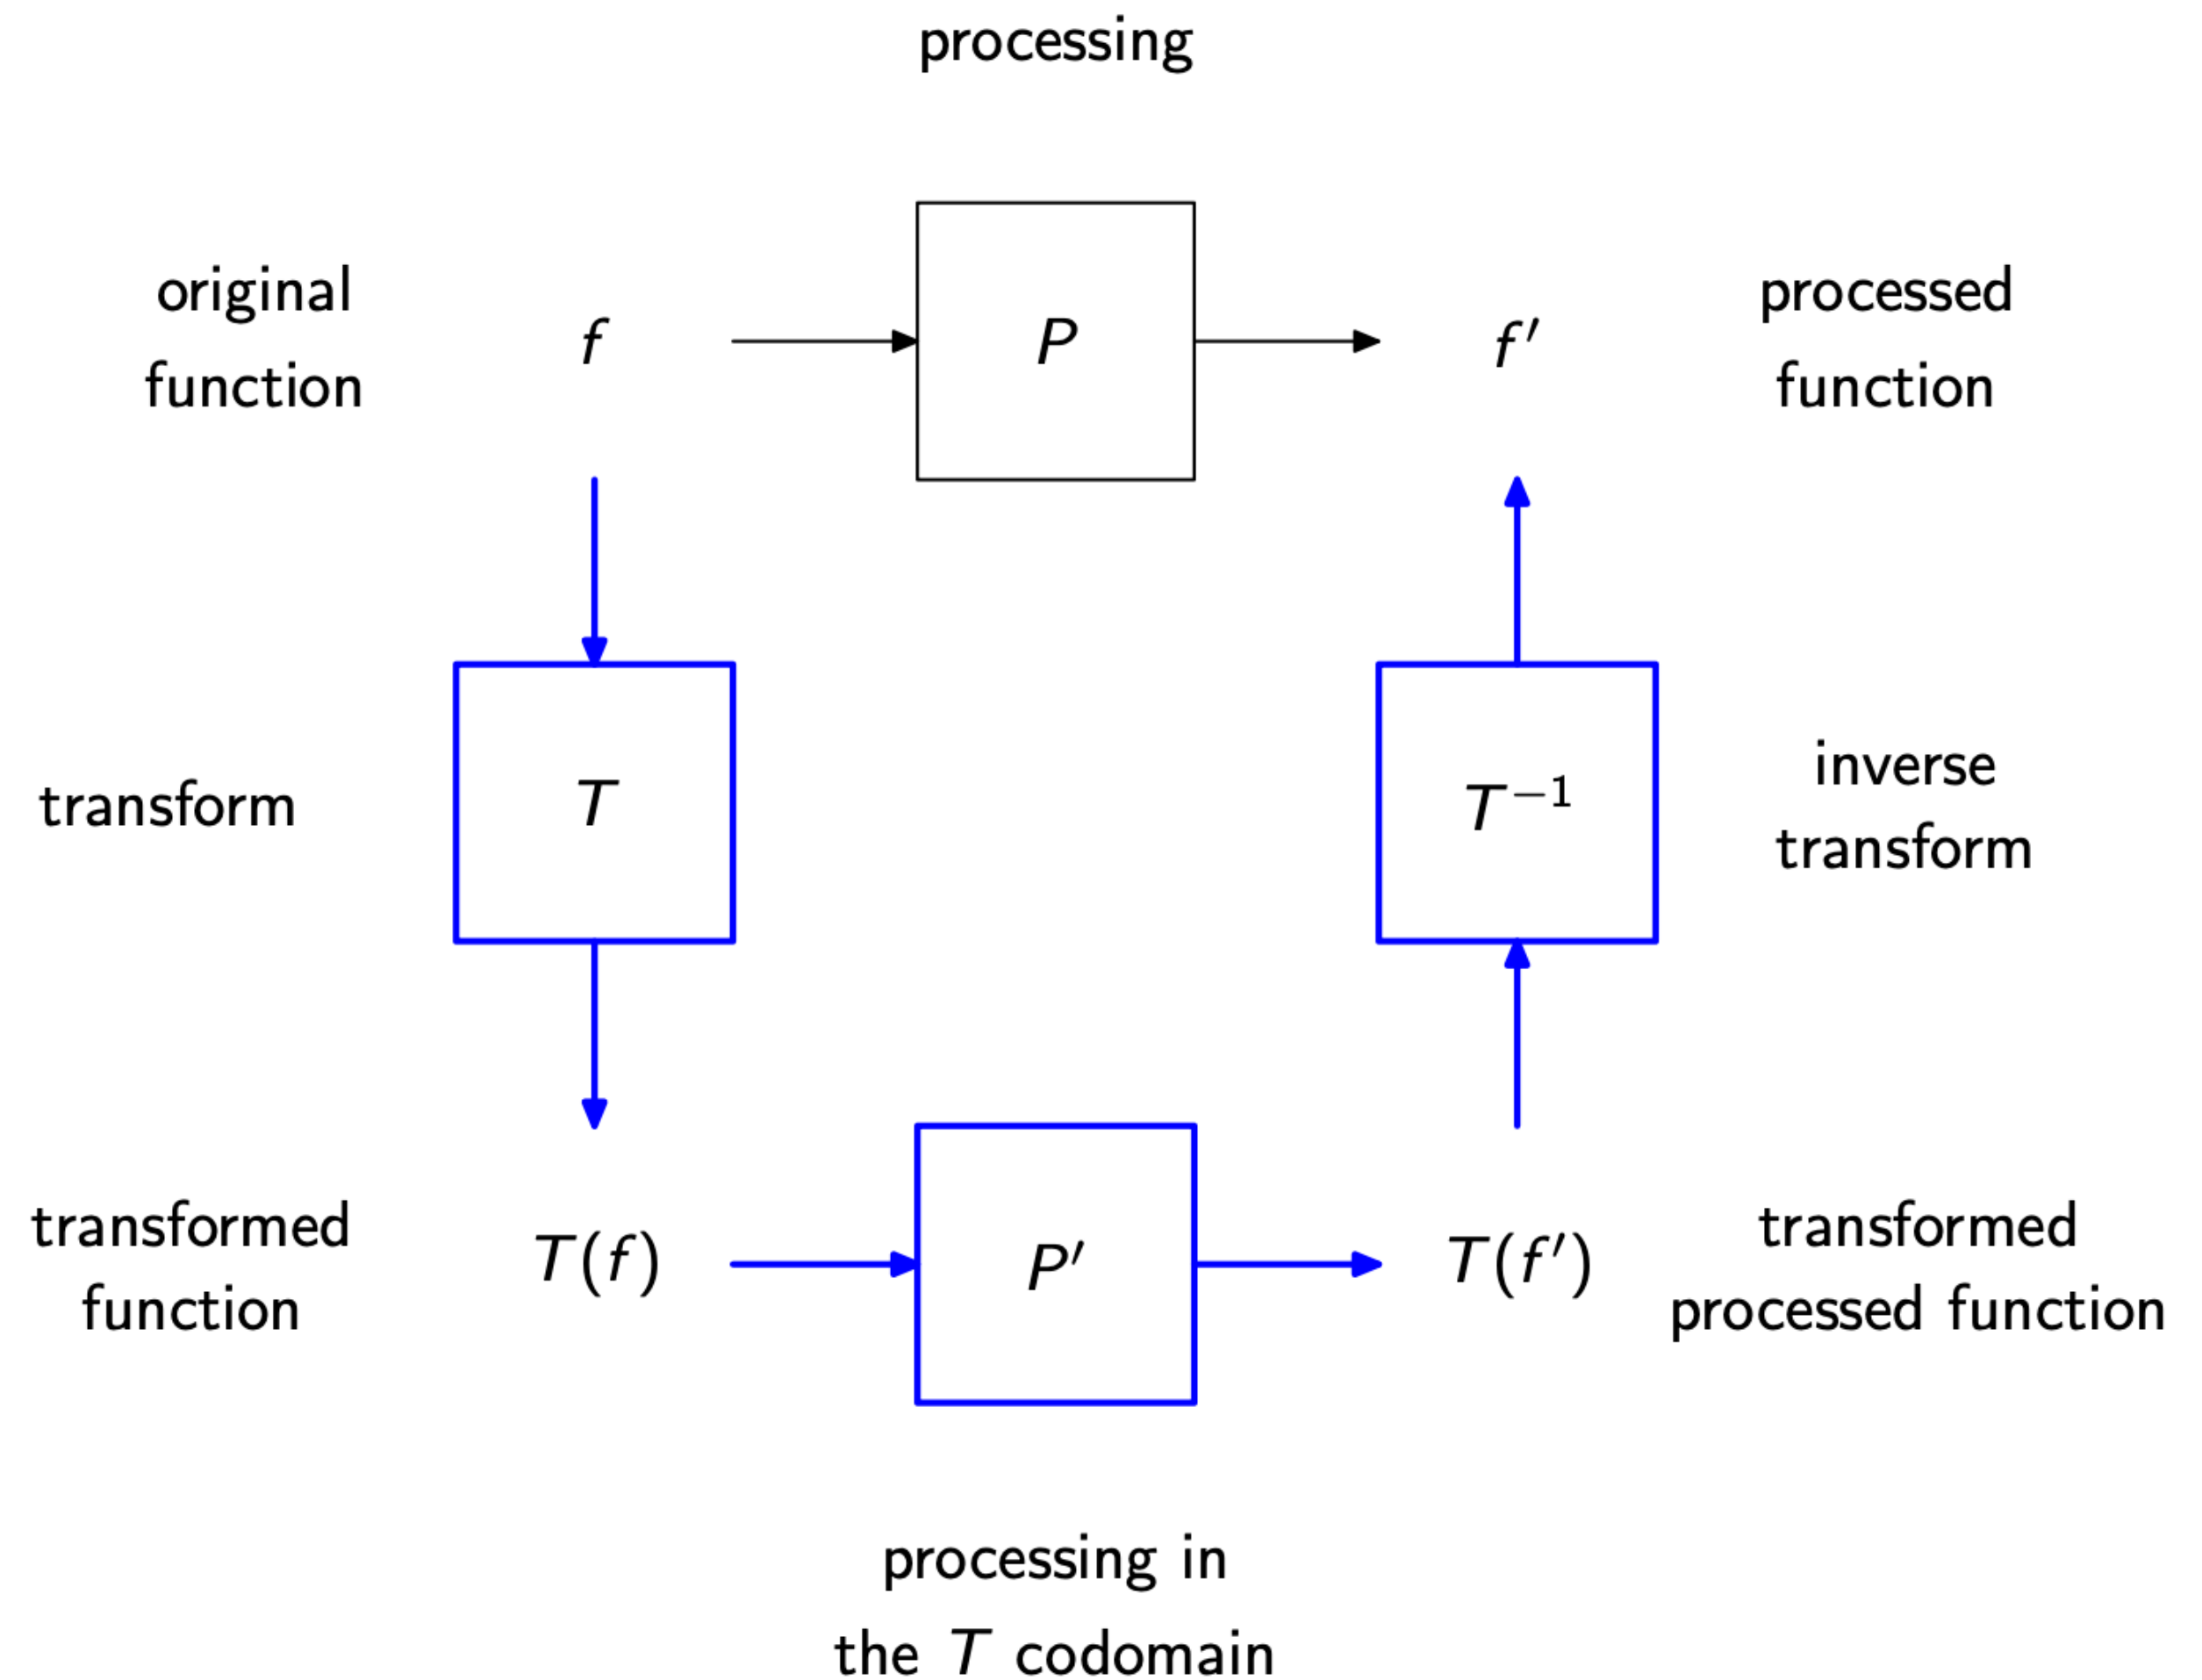 processing
original
function
f
P
f′
processed
function
transform
T
T⁻¹
inverse
transform
transformed
function
T(f)
P′
T(f′)
transformed
processed function
processing in
the T codomain